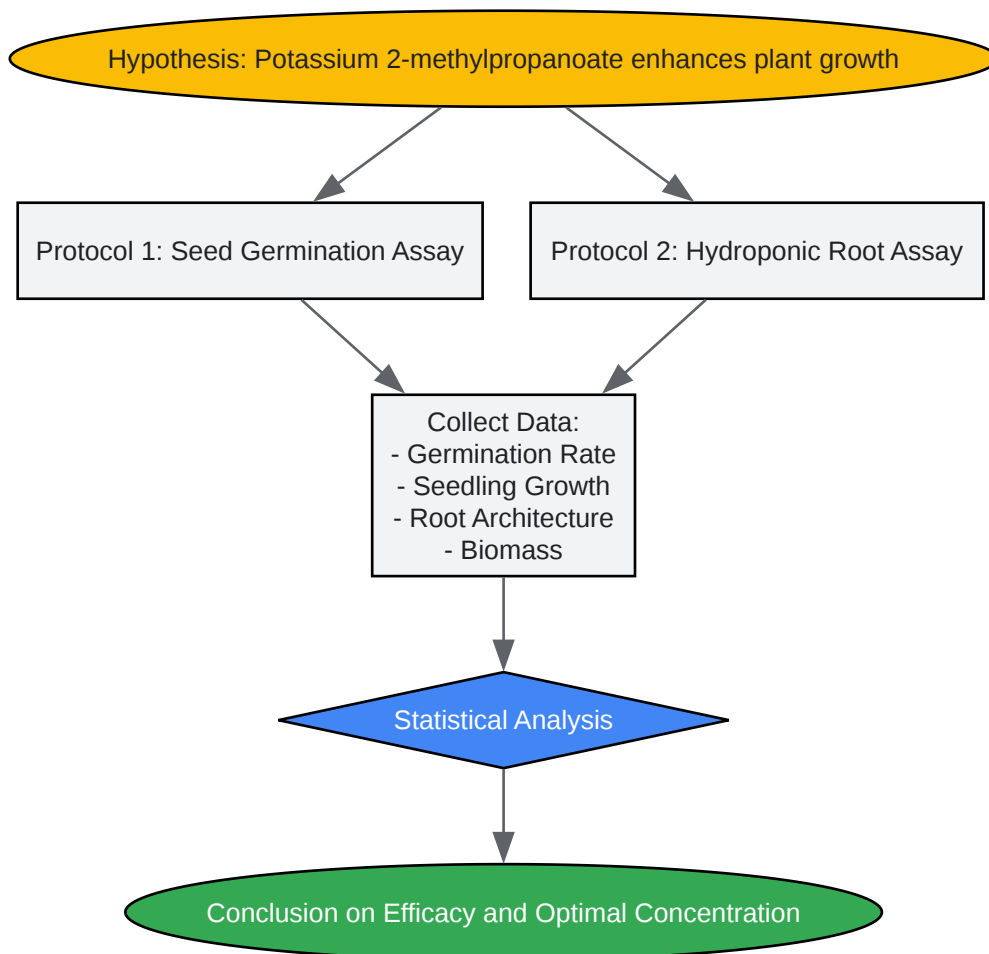 Hypothesis: Potassium 2-methylpropanoate enhances plant growth
Protocol 1: Seed Germination Assay
Protocol 2: Hydroponic Root Assay
Collect Data:
- Germination Rate
- Seedling Growth
- Root Architecture
- Biomass
Statistical Analysis
Conclusion on Efficacy and Optimal Concentration